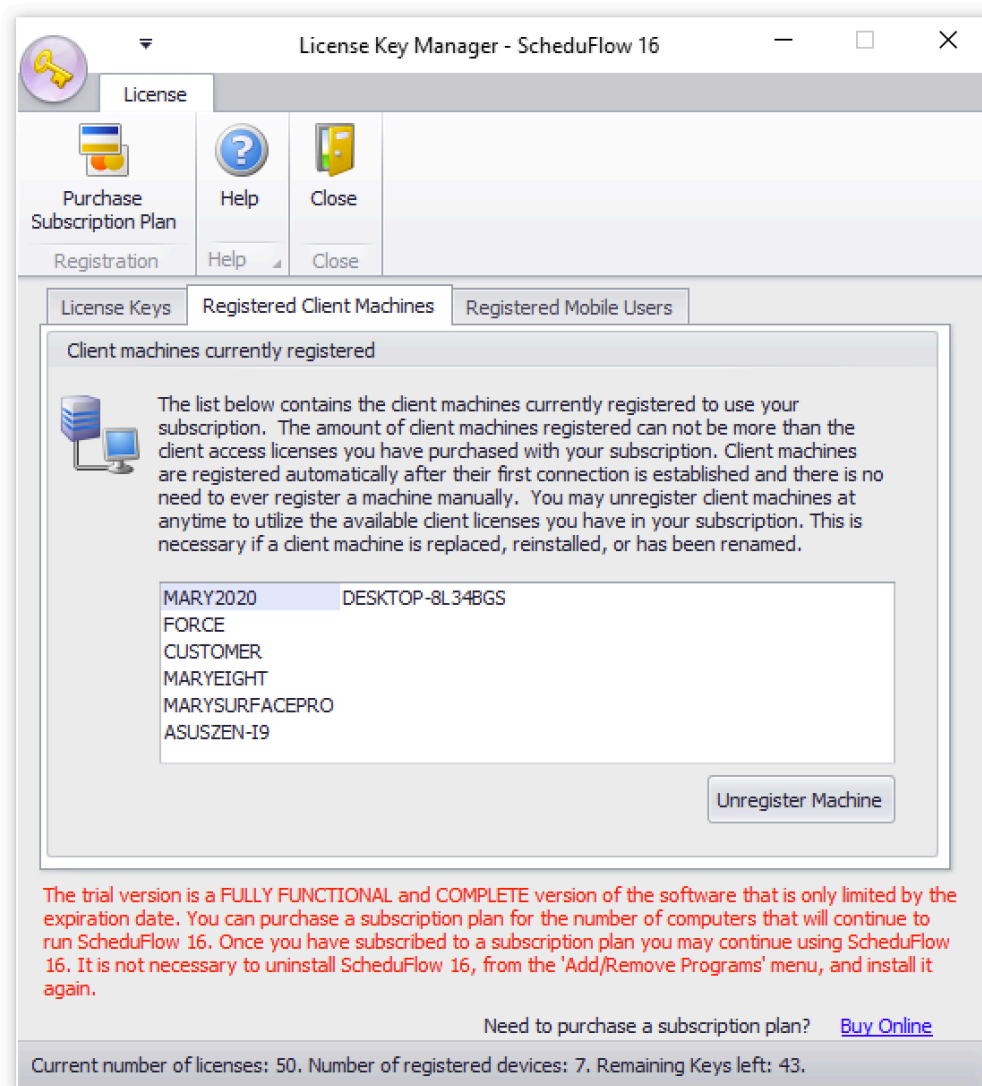 License Key Manager - ScheduFlow 16
License
Purchase
Subscription Plan
Help
Close
Registration
Help
Close
License Keys
Registered Client Machines
Registered Mobile Users
Client machines currently registered
The list below contains the client machines currently registered to use your
subscription.  The amount of client machines registered can not be more than the
client access licenses you have purchased with your subscription. Client machines
are registered automatically after their first connection is established and there is no
need to ever register a machine manually.  You may unregister client machines at
anytime to utilize the available client licenses you have in your subscription. This is
necessary if a client machine is replaced, reinstalled, or has been renamed.
MARY2020 DESKTOP-8L34BGS
FORCE
CUSTOMER
MARYEIGHT
MARYSURFACEPRO
ASUSZEN-I9
Unregister Machine
The trial version is a FULLY FUNCTIONAL and COMPLETE version of the software that is only limited by the
expiration date. You can purchase a subscription plan for the number of computers that will continue to
run ScheduFlow 16. Once you have subscribed to a subscription plan you may continue using ScheduFlow
16. It is not necessary to uninstall ScheduFlow 16, from the 'Add/Remove Programs' menu, and install it
again.
Need to purchase a subscription plan? Buy Online
Current number of licenses: 50. Number of registered devices: 7. Remaining Keys left: 43.